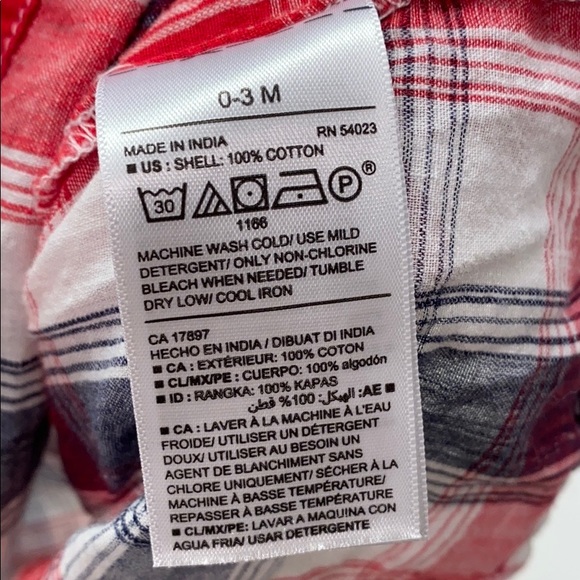 0-3 M
MADE IN INDIA RN 54023
■ US : SHELL: 100% COTTON
30 P ®
1166
MACHINE WASH COLD/ USE MILD
DETERGENT/ ONLY NON-CHLORINE
BLEACH WHEN NEEDED/ TUMBLE
DRY LOW/ COOL IRON
CA 17897
HECHO EN INDIA / DIBUAT DI INDIA
■ CA : EXTÉRIEUR: 100% COTON
■ CL/MX/PE : CUERPO: 100% algodón
■ ID : RANGKA: 100% KAPAS ■ AE: الهيكل: 100% قطن
■ CA : LAVER À LA MACHINE À L'EAU
FROIDE/ UTILISER UN DÉTERGENT
DOUX/ UTILISER AU BESOIN UN
AGENT DE BLANCHIMENT SANS
CHLORE UNIQUEMENT/ SÉCHER À LA
MACHINE À BASSE TEMPÉRATURE/
REPASSER À BASSE TEMPÉRATURE
■ CL/MX/PE: LAVAR A MAQUINA CON
AGUA FRIA/ USAR DETERGENTE